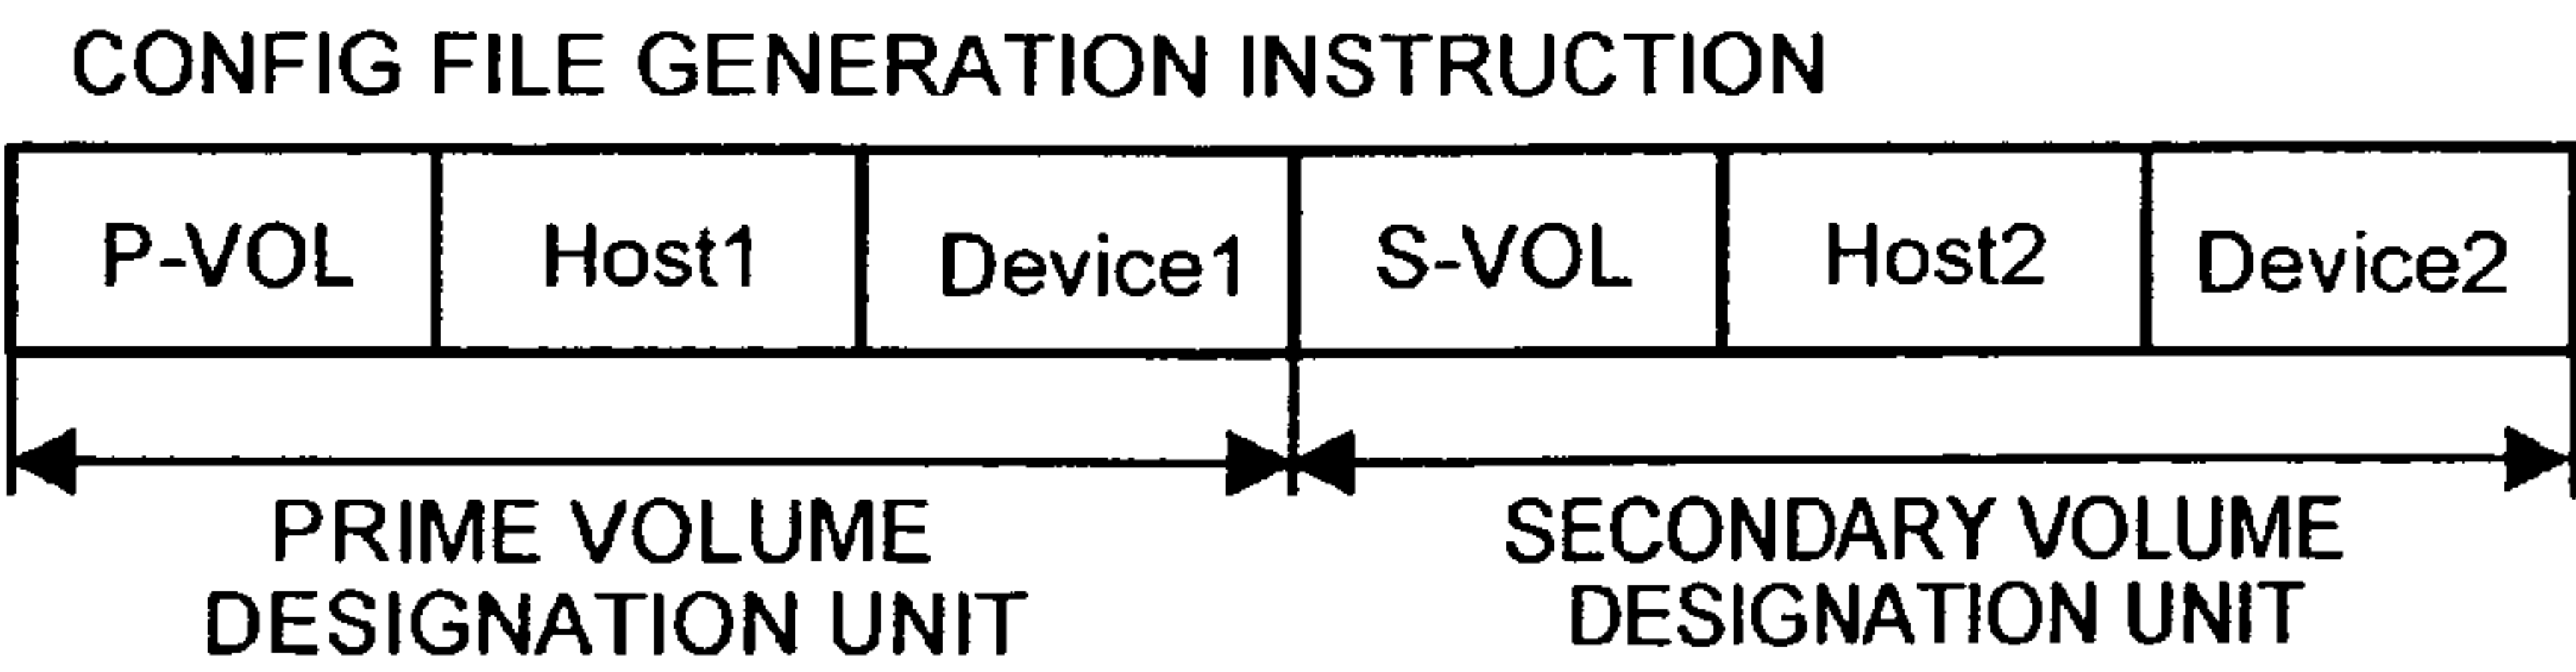 CONFIG FILE GENERATION INSTRUCTION
P-VOL Host1 Device1 S-VOL Host2 Device2
PRIME VOLUME
DESIGNATION UNIT
SECONDARY VOLUME
DESIGNATION UNIT